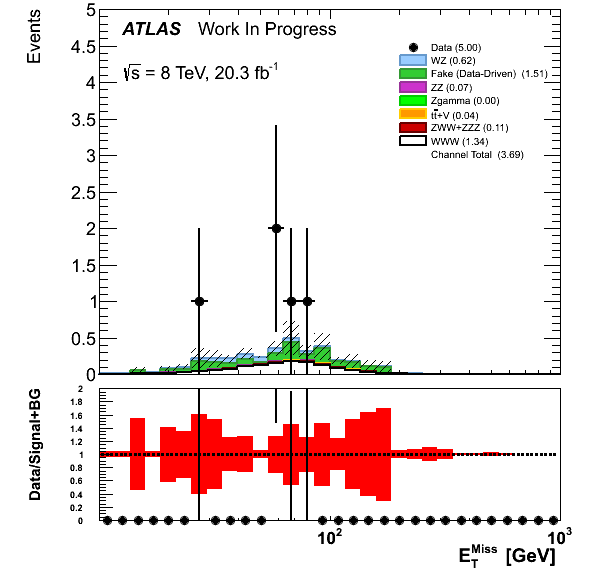 ATLAS Work In Progress
√s = 8 TeV, 20.3 fb⁻¹
Data (5.00)
WZ (0.62)
Fake (Data-Driven) (1.51)
ZZ (0.07)
Zgamma (0.00)
tt̄+V (0.04)
ZWW+ZZZ (0.11)
WWW (1.34)
Channel Total (3.69)
Events
5
4.5
4
3.5
3
2.5
2
1.5
1
0.5
0
Data/Signal+BG
2
1.8
1.6
1.4
1.2
1
0.8
0.6
0.4
0.2
0
10² 10³
E_T^Miss [GeV]